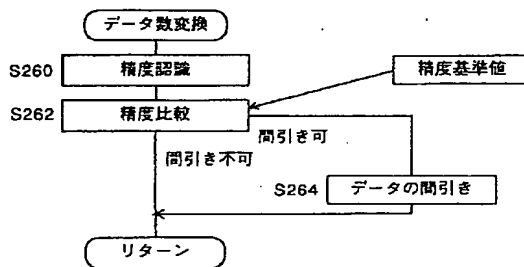 データ数変換
S260
精度認識
精度基準値
S262
精度比較
間引き可
間引き不可
S264
データの間引き
リターン